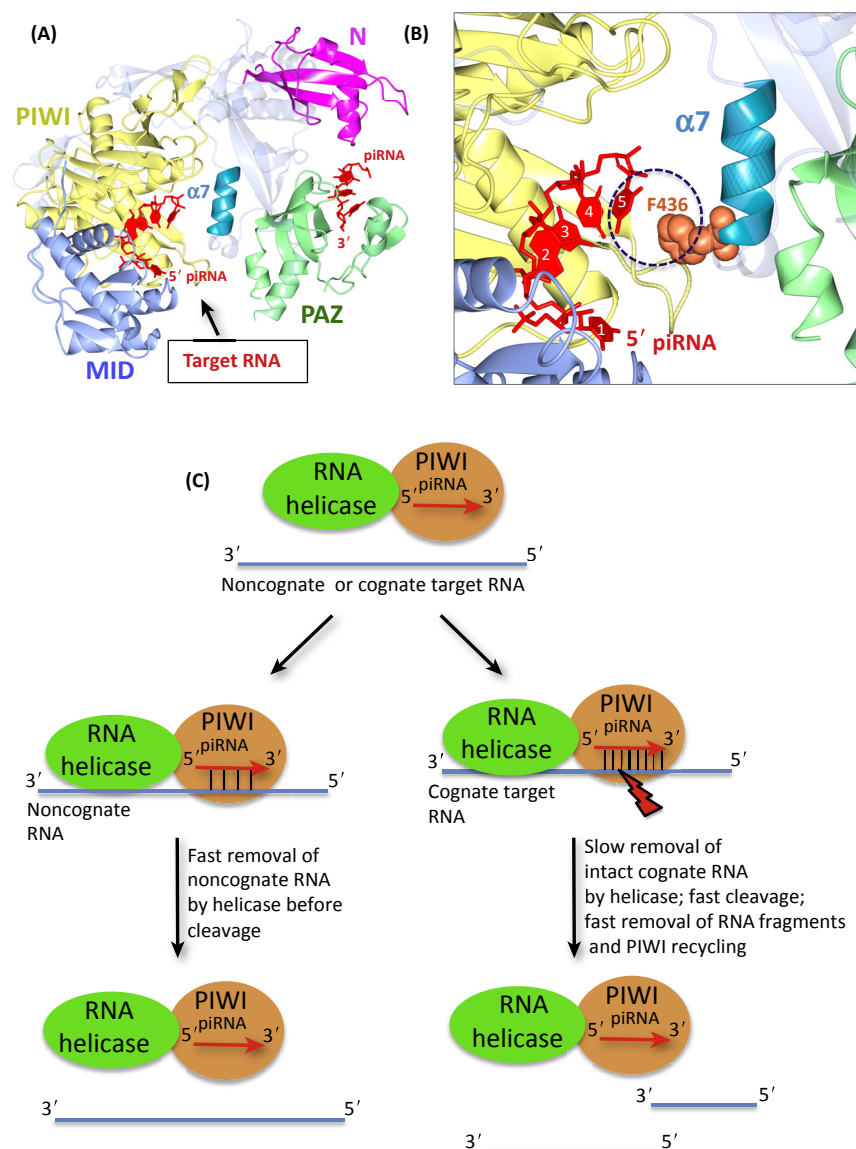 (A)
N
PIWI
piRNA
α7
3′
5′ piRNA
PAZ
MID
Target RNA
(B)
α7
F436
5
4
3
2
1
5′ piRNA
(C)
RNA
helicase
PIWI
piRNA
5′ 3′
3′ 5′
Noncognate or cognate target RNA
RNA
helicase
PIWI
piRNA
5′ 3′
3′ 5′
Noncognate
RNA
Fast removal of
noncognate RNA
by helicase before
cleavage
RNA
helicase
PIWI
piRNA
5′ 3′
3′ 5′
RNA
helicase
PIWI
piRNA
5′ 3′
3′ 5′
Cognate target
RNA
Slow removal of
intact cognate RNA
by helicase; fast cleavage;
fast removal of RNA fragments
and PIWI recycling
RNA
helicase
PIWI
piRNA
5′ 3′
3′ 5′
3′ 5′